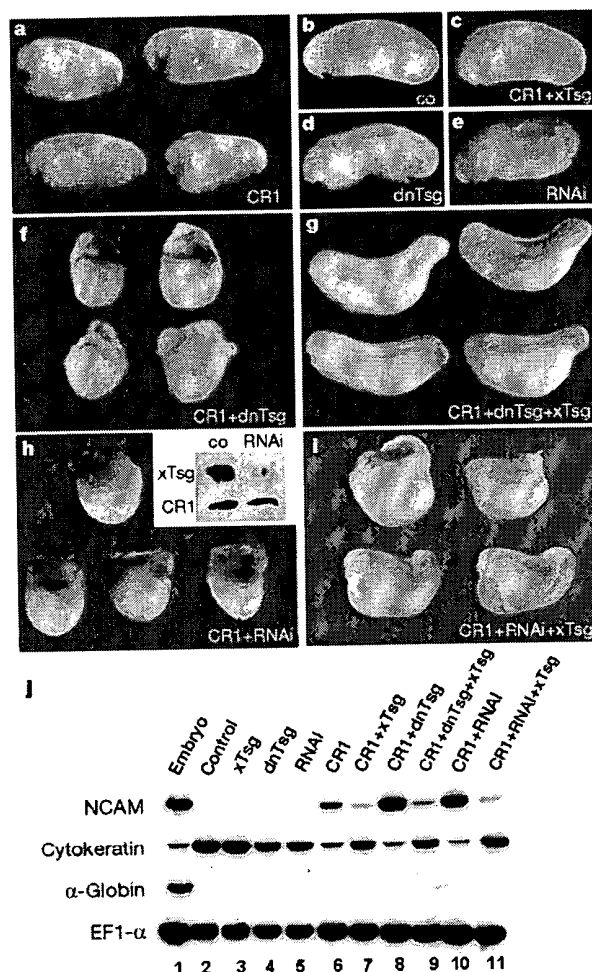 a
CR1
b
co
c
CR1+xTsg
d
dnTsg
e
RNAi
f
CR1+dnTsg
g
CR1+dnTsg+xTsg
h
co RNAi
xTsg
CR1
CR1+RNAi
i
CR1+RNAi+xTsg
j
Embryo
Control
xTsg
dnTsg
RNAi
CR1
CR1+xTsg
CR1+dnTsg
CR1+dnTsg+xTsg
CR1+RNAi
CR1+RNAi+xTsg
NCAM
Cytokeratin
α-Globin
EF1-α
1 2 3 4 5 6 7 8 9 10 11